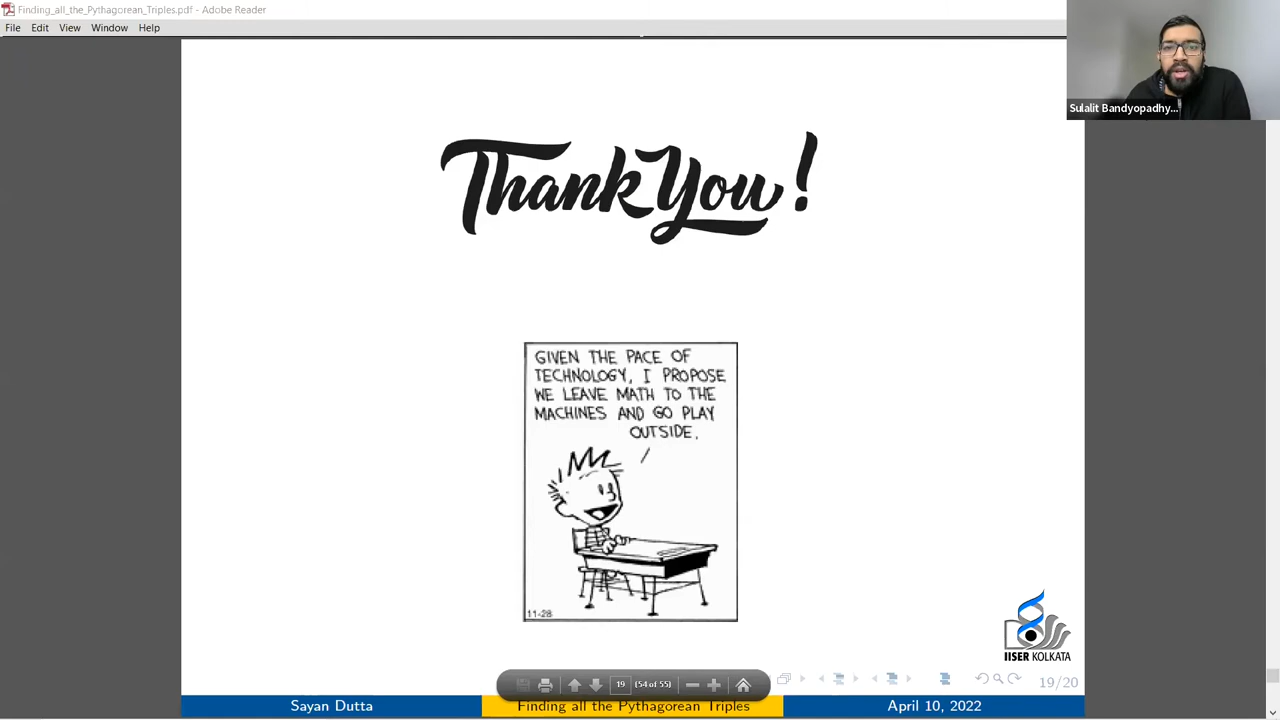 Finding_all_the_Pythagorean_Triples.pdf - Adobe Reader
File Edit View Window Help
Sulalit Bandyopadhy...
Thank You!
GIVEN THE PACE OF
TECHNOLOGY, I PROPOSE
WE LEAVE MATH TO THE
MACHINES AND GO PLAY
OUTSIDE.
11-28
IISER KOLKATA
19 (54 of 55)
19/20
Sayan Dutta Finding all the Pythagorean Triples April 10, 2022